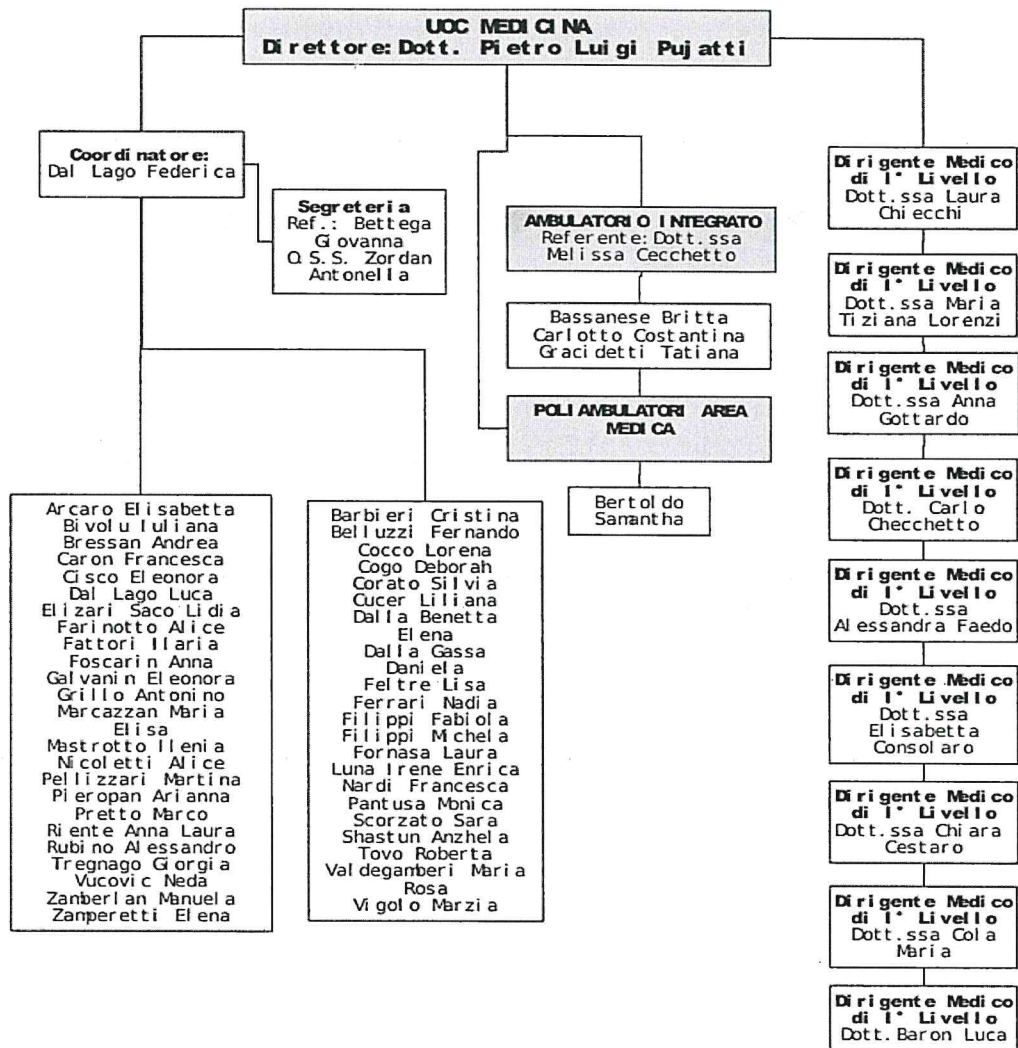 UOC MEDICINA
Direttore: Dott. Pietro Luigi Pujatti
Coordinatore:
Dal Lago Federica
Segreteria
Ref.: Bettega
Giovanna
O.S.S. Zordan
Antonella
AMBULATORIO INTEGRATO
Referente: Dott.ssa
Melissa Cecchetto
Bassanese Britta
Carlotto Costantina
Gracidetti Tatiana
POLIAMBULATORI AREA
MEDICA
Bertoldo
Samantha
Arcaro Elisabetta
Bivolu Iuliana
Bressan Andrea
Caron Francesca
Cisco Eleonora
Dal Lago Luca
Elizari Saco Lidia
Farinotto Alice
Fattori Ilaria
Foscarin Anna
Galvanin Eleonora
Grillo Antonino
Marcazzan Maria
Elisa
Mastrotto Ilenia
Nicoletti Alice
Pellizzari Martina
Pieropan Arianna
Pretto Marco
Riente Anna Laura
Rubino Alessandro
Tregnago Giorgia
Vucovic Neda
Zamberlan Manuela
Zamperetti Elena
Barbieri Cristina
Belluzzi Fernando
Cocco Lorena
Cogo Deborah
Corato Silvia
Cucer Liliana
Dalla Benetta
Elena
Dalla Gassa
Daniela
Feltre Lisa
Ferrari Nadia
Filippi Fabiola
Filippi Michela
Fornasa Laura
Luna Irene Enrica
Nardi Francesca
Pantusa Monica
Scorzato Sara
Shastun Anzhela
Tovo Roberta
Valdegamberi Maria
Rosa
Vigolo Marzia
Dirigente Medico
di I° Livello
Dott.ssa Laura
Chiecchi
Dirigente Medico
di I° Livello
Dott.ssa Maria
Tiziana Lorenzi
Dirigente Medico
di I° Livello
Dott.ssa Anna
Gottardo
Dirigente Medico
di I° Livello
Dott. Carlo
Checchetto
Dirigente Medico
di I° Livello
Dott.ssa
Alessandra Faedo
Dirigente Medico
di I° Livello
Dott.ssa
Elisabetta
Consolaro
Dirigente Medico
di I° Livello
Dott.ssa Chiara
Cestaro
Dirigente Medico
di I° Livello
Dott.ssa Cola
Maria
Dirigente Medico
di I° Livello
Dott.Baron Luca